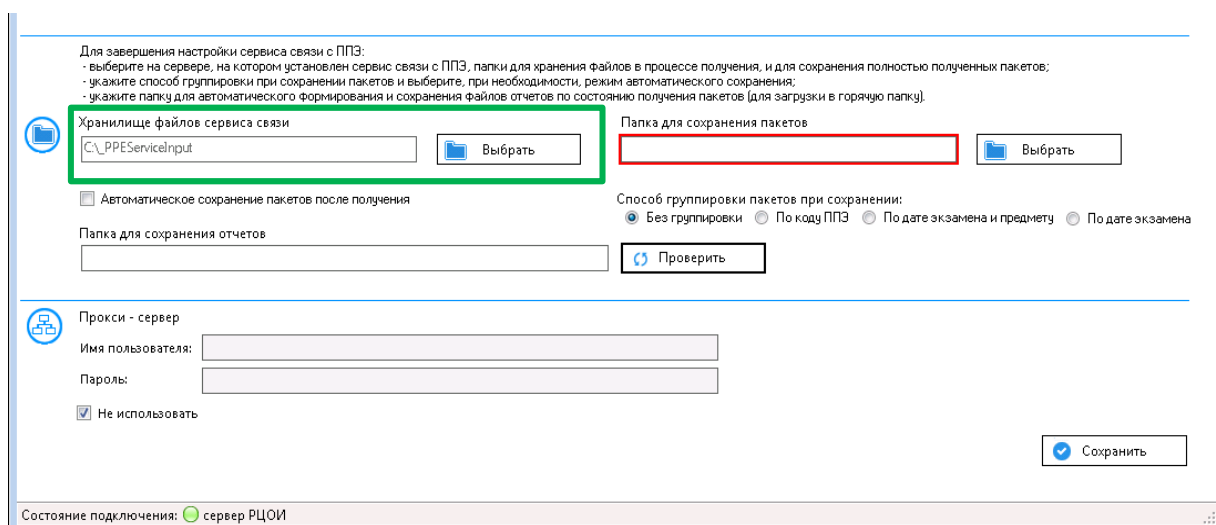 Для завершения настройки сервиса связи с ППЭ:
- выберите на сервере, на котором установлен сервис связи с ППЭ, папки для хранения файлов в процессе получения, и для сохранения полностью полученных пакетов;
- укажите способ группировки при сохранении пакетов и выберите, при необходимости, режим автоматического сохранения;
- укажите папку для автоматического формирования и сохранения файлов отчетов по состоянию получения пакетов (для загрузки в горячую папку).
Хранилище файлов сервиса связи
Папка для сохранения пакетов
C:\_PPEServiceInput
Выбрать
Выбрать
Автоматическое сохранение пакетов после получения
Способ группировки пакетов при сохранении:
Без группировки По коду ППЭ По дате экзамена и предмету По дате экзамена
Папка для сохранения отчетов
Проверить
Прокси - сервер
Имя пользователя:
Пароль:
Не использовать
Сохранить
Состояние подключения: сервер РЦОИ